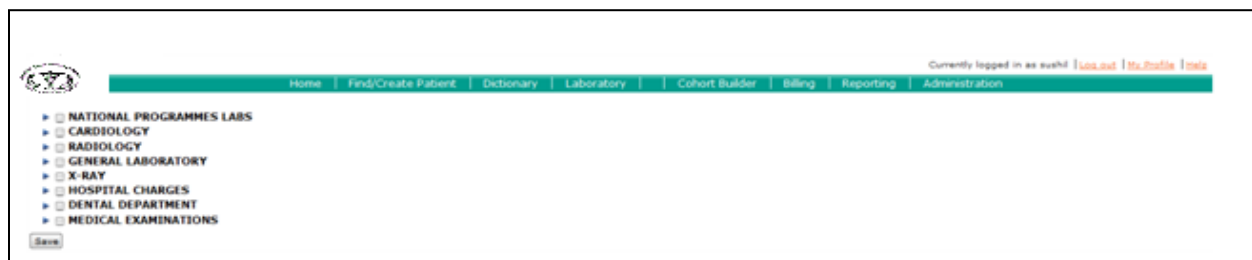 Currently logged in as sushil | Log out | My Profile | Help
Home | Find/Create Patient | Dictionary | Laboratory | | Cohort Builder | Billing | Reporting | Administration
NATIONAL PROGRAMMES LABS
CARDIOLOGY
RADIOLOGY
GENERAL LABORATORY
X-RAY
HOSPITAL CHARGES
DENTAL DEPARTMENT
MEDICAL EXAMINATIONS
Save